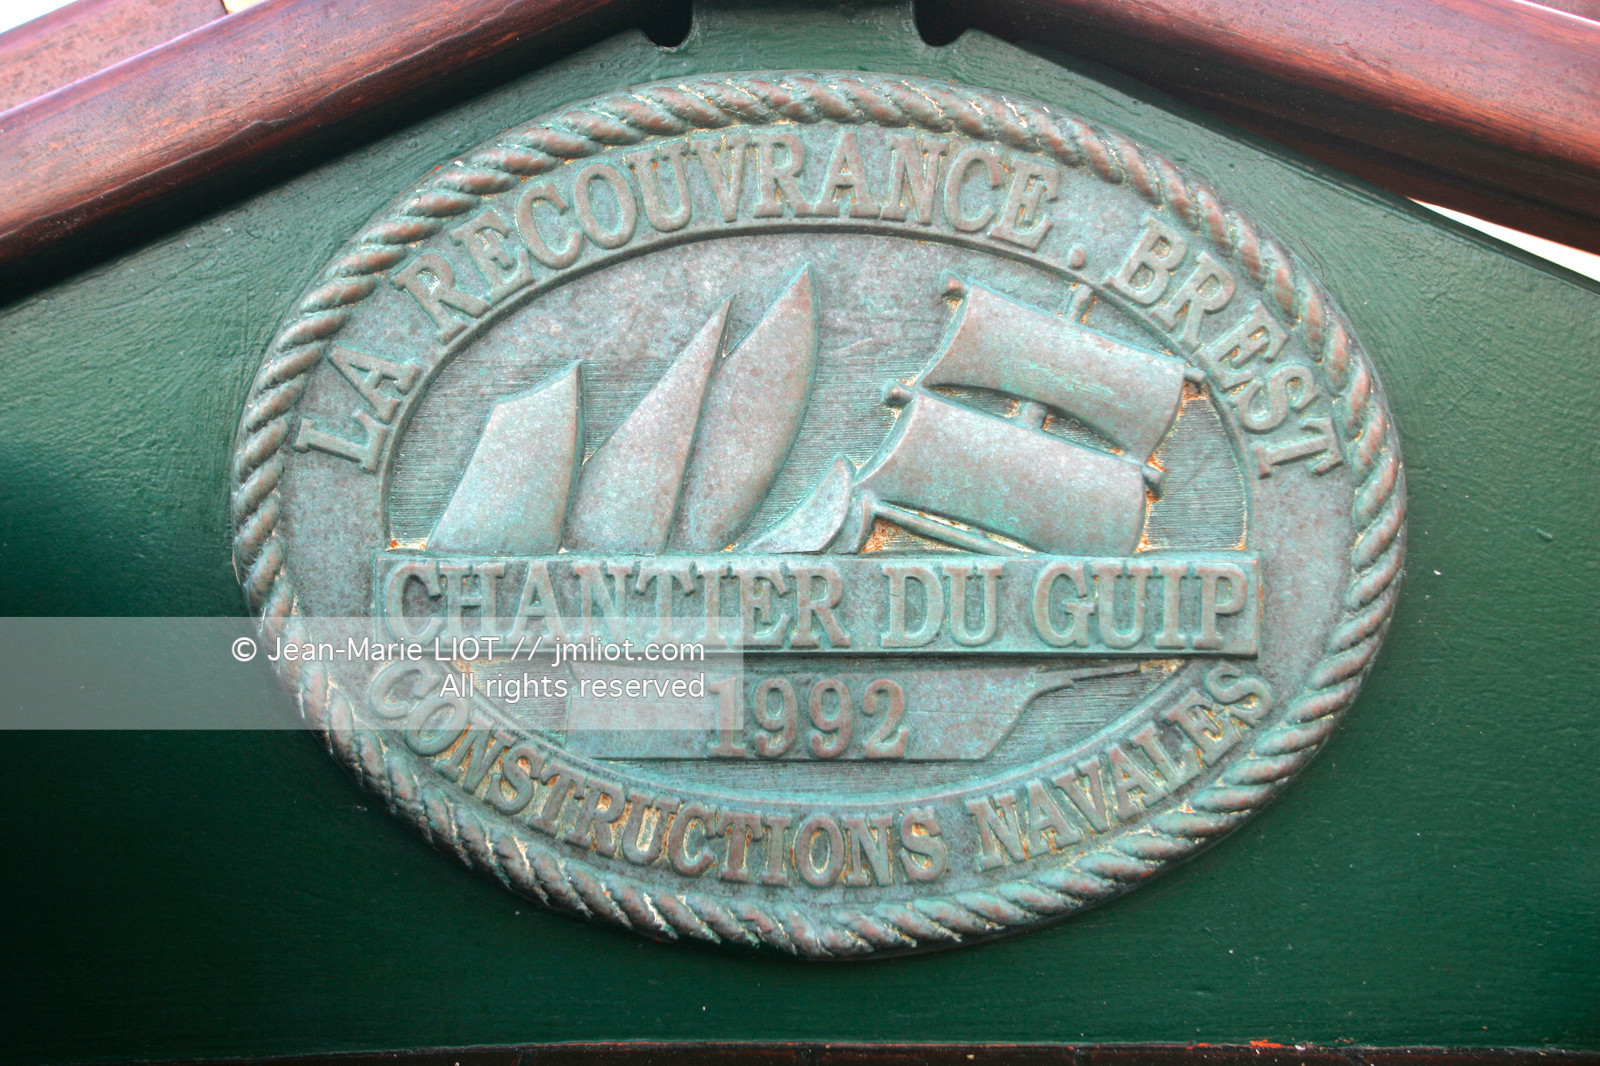 LA RECOUVRANCE. BREST
CHANTIER DU GUIP
© Jean-Marie LIOT // jmliot.com
All rights reserved
1992
CONSTRUCTIONS NAVALES